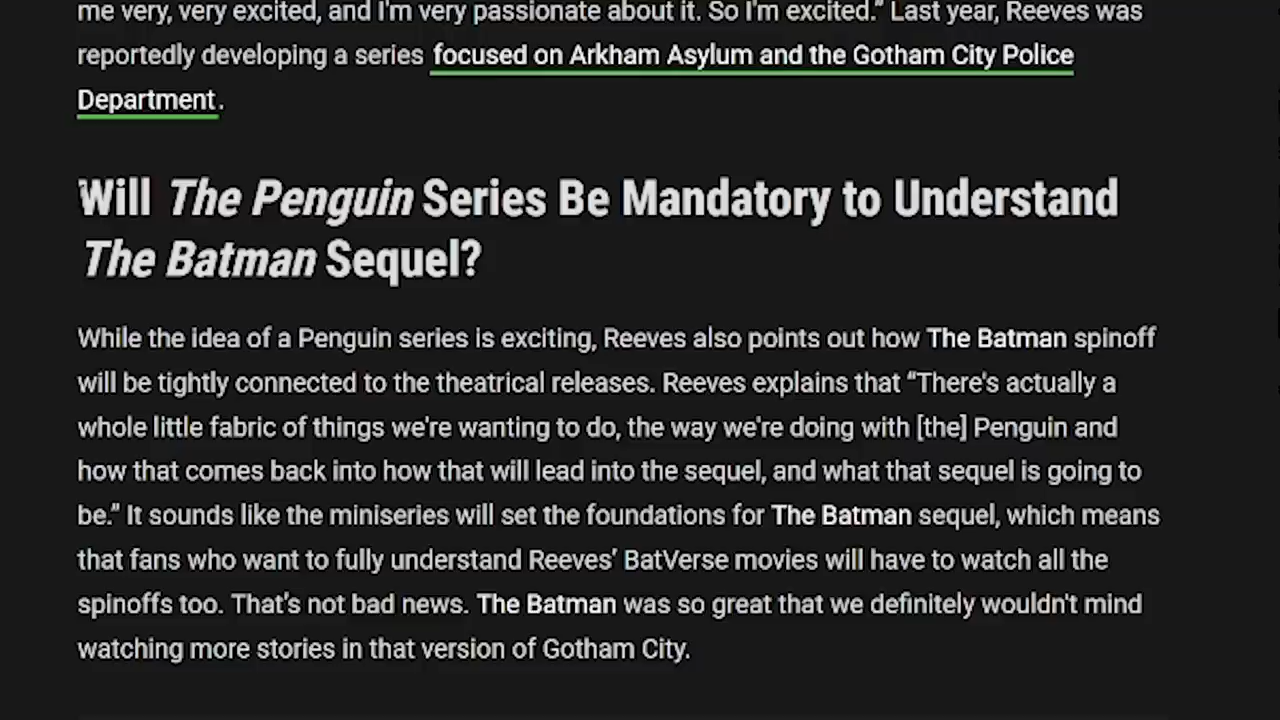 me very, very excited, and I'm very passionate about it. So I'm excited.” Last year, Reeves was
reportedly developing a series focused on Arkham Asylum and the Gotham City Police
Department.
Will The Penguin Series Be Mandatory to Understand
The Batman Sequel?
While the idea of a Penguin series is exciting, Reeves also points out how The Batman spinoff
will be tightly connected to the theatrical releases. Reeves explains that “There's actually a
whole little fabric of things we're wanting to do, the way we're doing with [the] Penguin and
how that comes back into how that will lead into the sequel, and what that sequel is going to
be.” It sounds like the miniseries will set the foundations for The Batman sequel, which means
that fans who want to fully understand Reeves’ BatVerse movies will have to watch all the
spinoffs too. That's not bad news. The Batman was so great that we definitely wouldn't mind
watching more stories in that version of Gotham City.